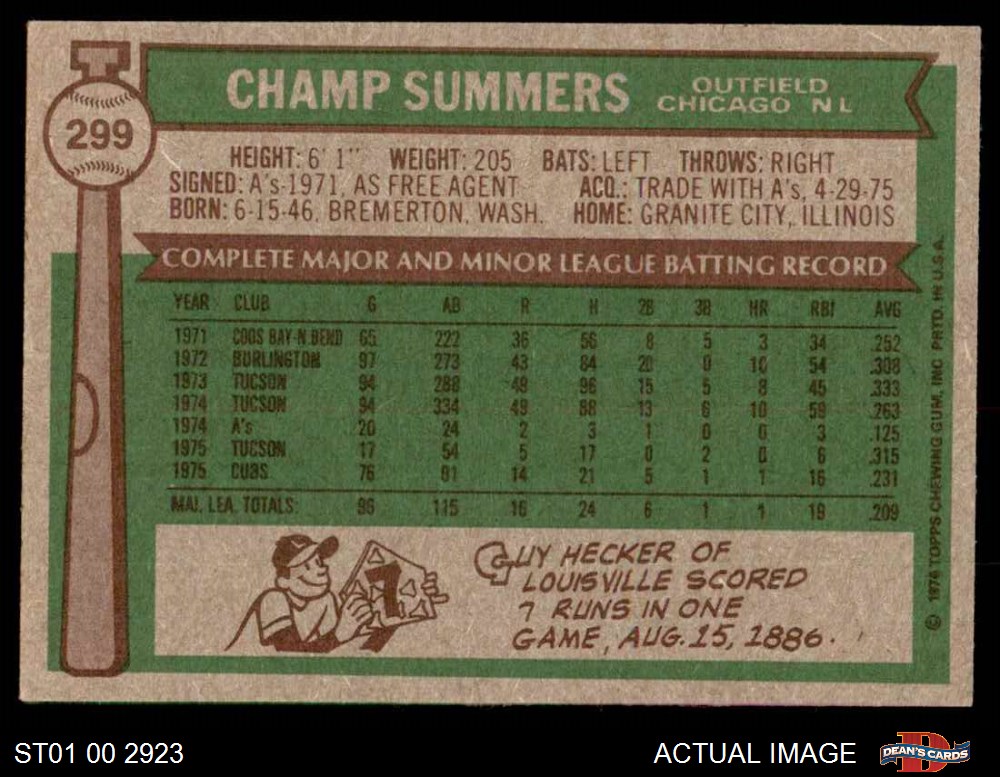 299
CHAMP SUMMERS
OUTFIELD
CHICAGO N L
HEIGHT: 6' 1" WEIGHT: 205 BATS: LEFT THROWS: RIGHT
SIGNED: A's-1971, AS FREE AGENT ACQ.: TRADE WITH A's, 4-29-75
BORN: 6-15-46, BREMERTON, WASH. HOME: GRANITE CITY, ILLINOIS
COMPLETE MAJOR AND MINOR LEAGUE BATTING RECORD
YEAR CLUB G AB R H 2B 3B HR RBI AVG
1971 COOS BAY-N.BEND 65 222 36 56 8 5 3 34 .252
1972 BURLINGTON 97 273 43 84 20 0 10 54 .308
1973 TUCSON 94 288 48 96 15 5 8 45 .333
1974 TUCSON 94 334 49 88 13 6 10 59 .263
1974 A's 20 24 2 3 1 0 0 3 .125
1975 TUCSON 17 54 5 17 0 2 0 6 .315
1975 CUBS 76 91 14 21 5 1 1 16 .231
MAJ. LEA. TOTALS: 96 115 16 24 6 1 1 19 .209
7
GUY HECKER OF
LOUISVILLE SCORED
7 RUNS IN ONE
GAME, AUG. 15, 1886.
© 1976 TOPPS CHEWING GUM, INC PRTD. IN U.S.A.
ST01 00 2923
ACTUAL IMAGE
D
DEAN'S CARDS